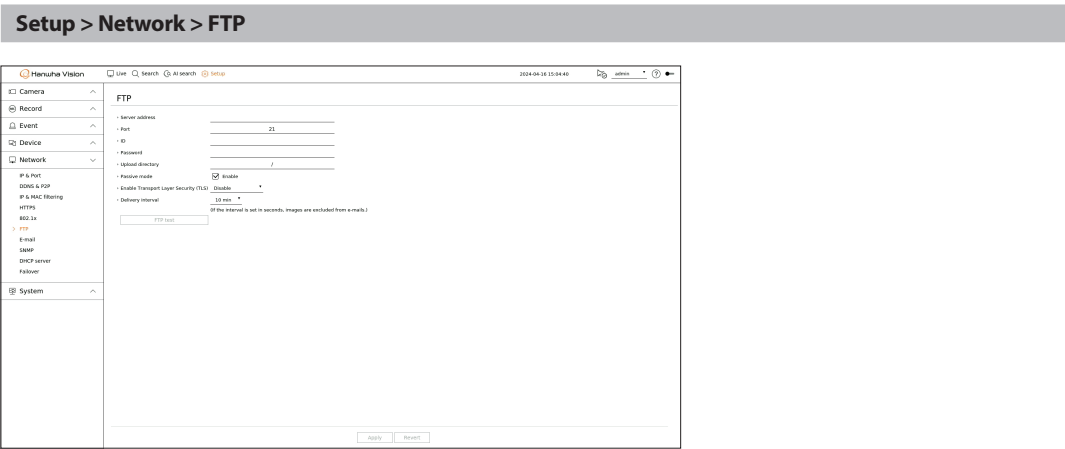 Setup > Network > FTP
Hanwha Vision
Live Search AI search Setup
2024-04-16 15:04:40
admin
Camera
Record
Event
Device
Network
IP & Port
DDNS & P2P
IP & MAC filtering
HTTPS
802.1x
> FTP
E-mail
SNMP
DHCP server
Failover
System
FTP
Server address
Port 21
ID
Password
Upload directory /
Passive mode Enable
Enable Transport Layer Security (TLS) Disable
Delivery interval 10 min
(If the interval is set in seconds, images are excluded from e-mails.)
FTP test
Apply Revert